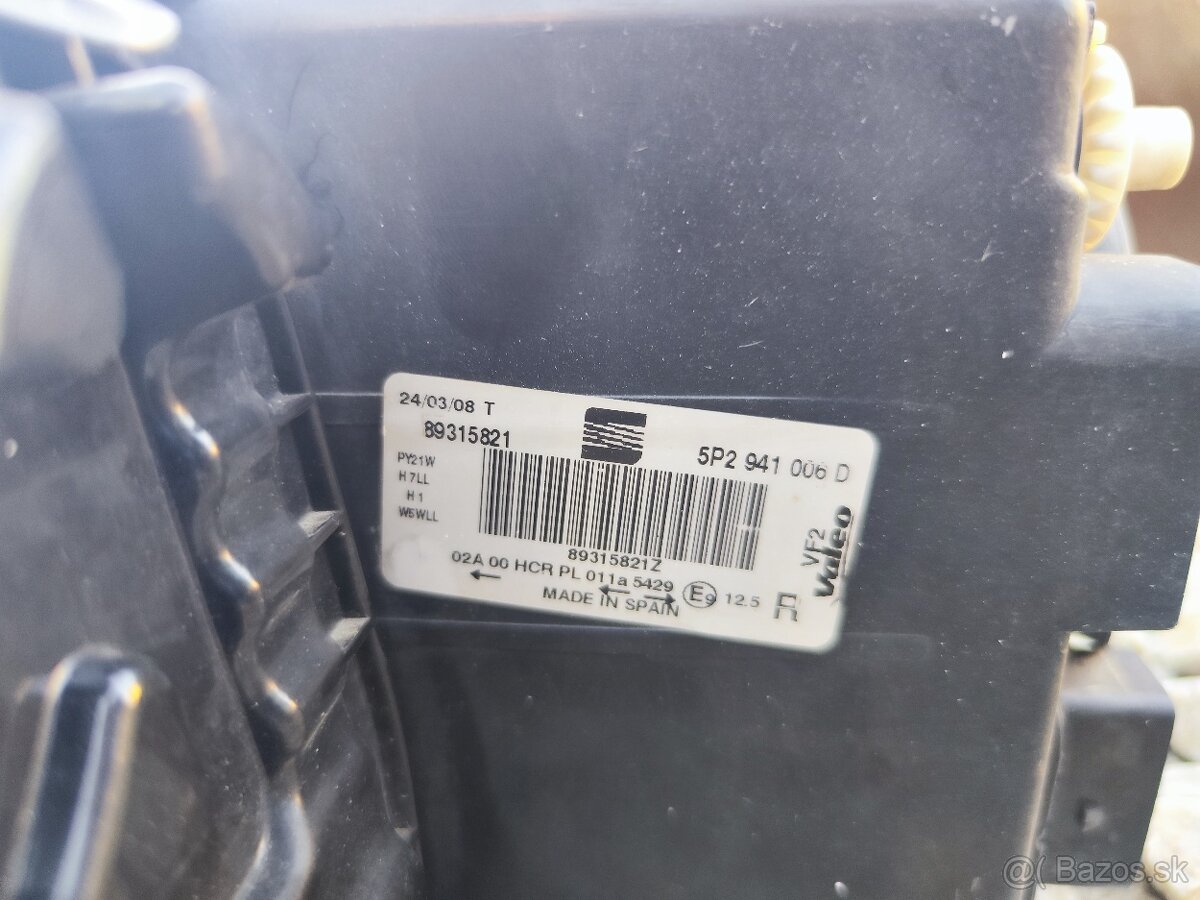 24/03/08 T
89315821
5P2 941 006 D
PY21W
H7LL
H1
W5WLL
89315821Z
02A 00 HCR PL 011a 5429 E9 12.5
MADE IN SPAIN
R
VF2
Valeo
@( Bazos.sk